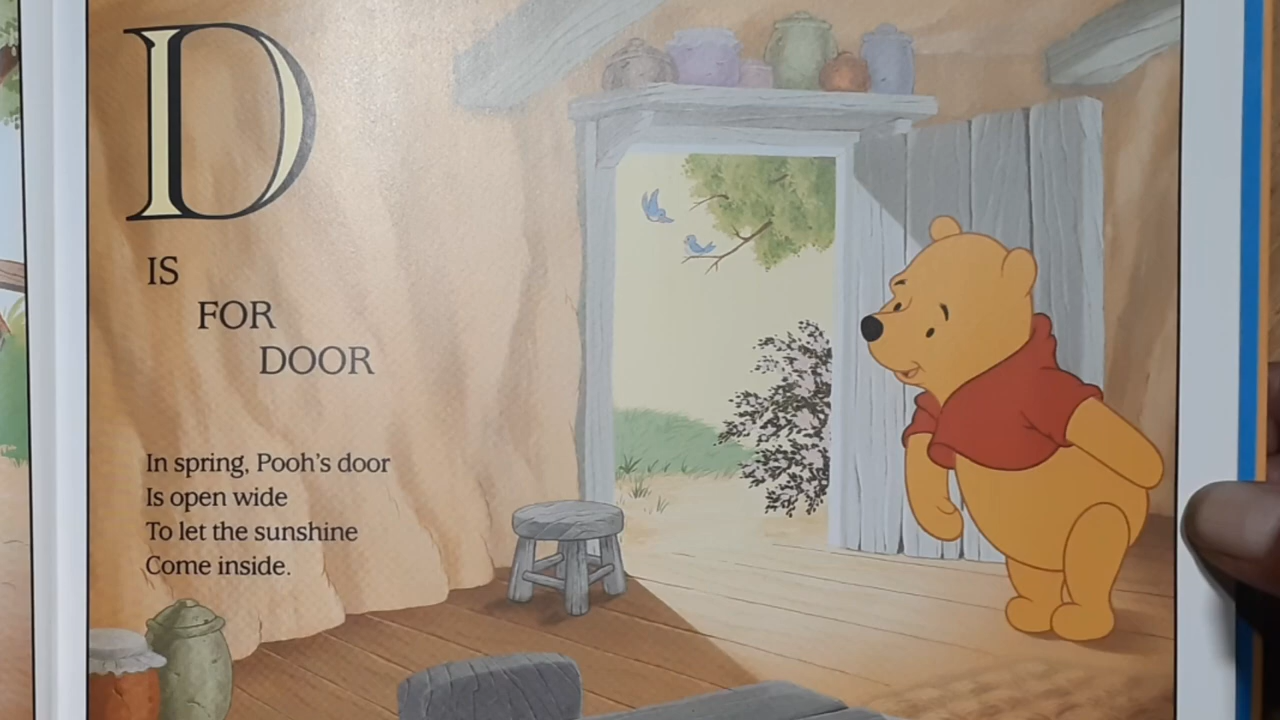 D
IS
FOR
DOOR
In spring, Pooh's door
Is open wide
To let the sunshine
Come inside.